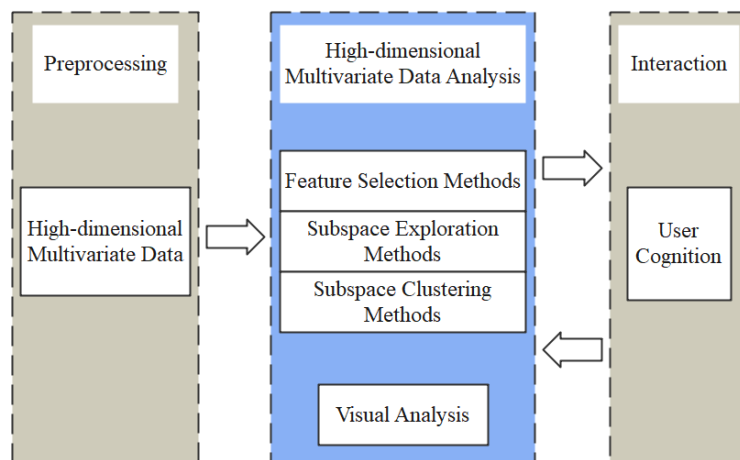 Preprocessing
High-dimensional
Multivariate Data
High-dimensional
Multivariate Data Analysis
Feature Selection Methods
Subspace Exploration
Methods
Subspace Clustering
Methods
Visual Analysis
Interaction
User
Cognition